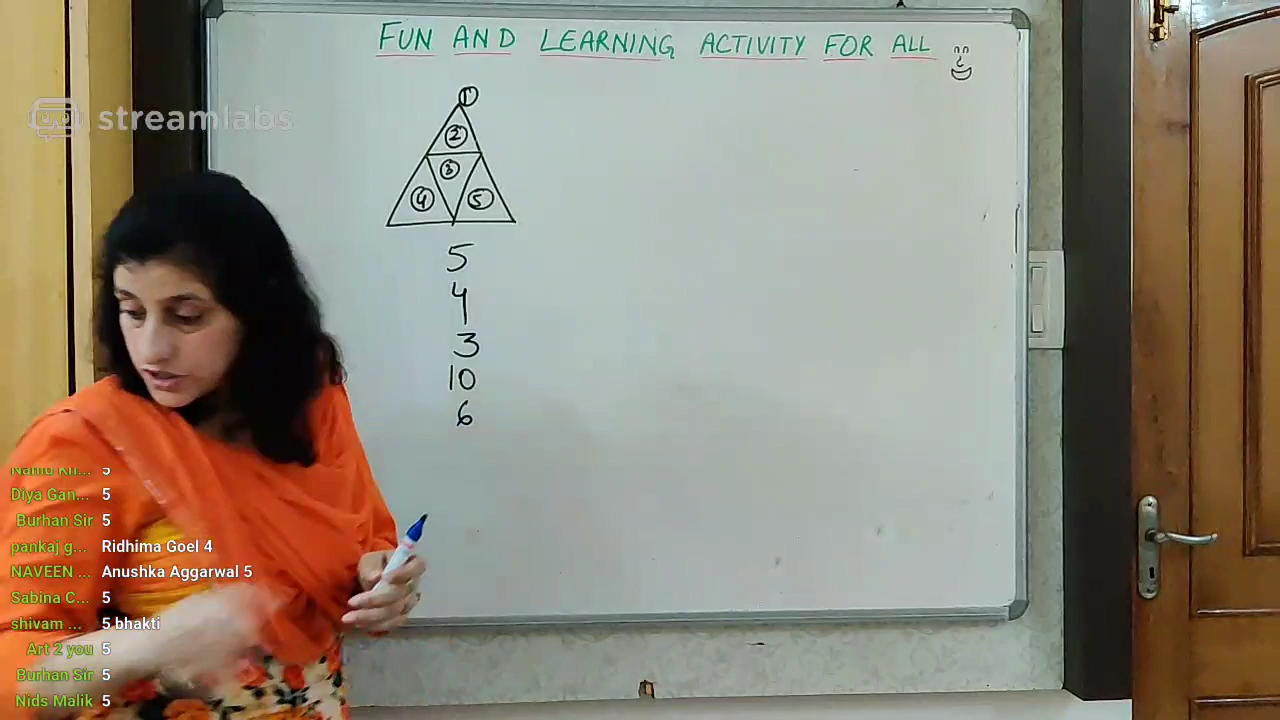 FUN AND LEARNING ACTIVITY FOR ALL
streamlabs
1
2
3
4 5
5
4
3
10
6
5
Diya Gan... 5
Burhan Sir 5
pankaj g... Ridhima Goel 4
NAVEEN ... Anushka Aggarwal 5
Sabina C... 5
shivam ... 5 bhakti
Art 2 you 5
Burhan Sir 5
Nids Malik 5